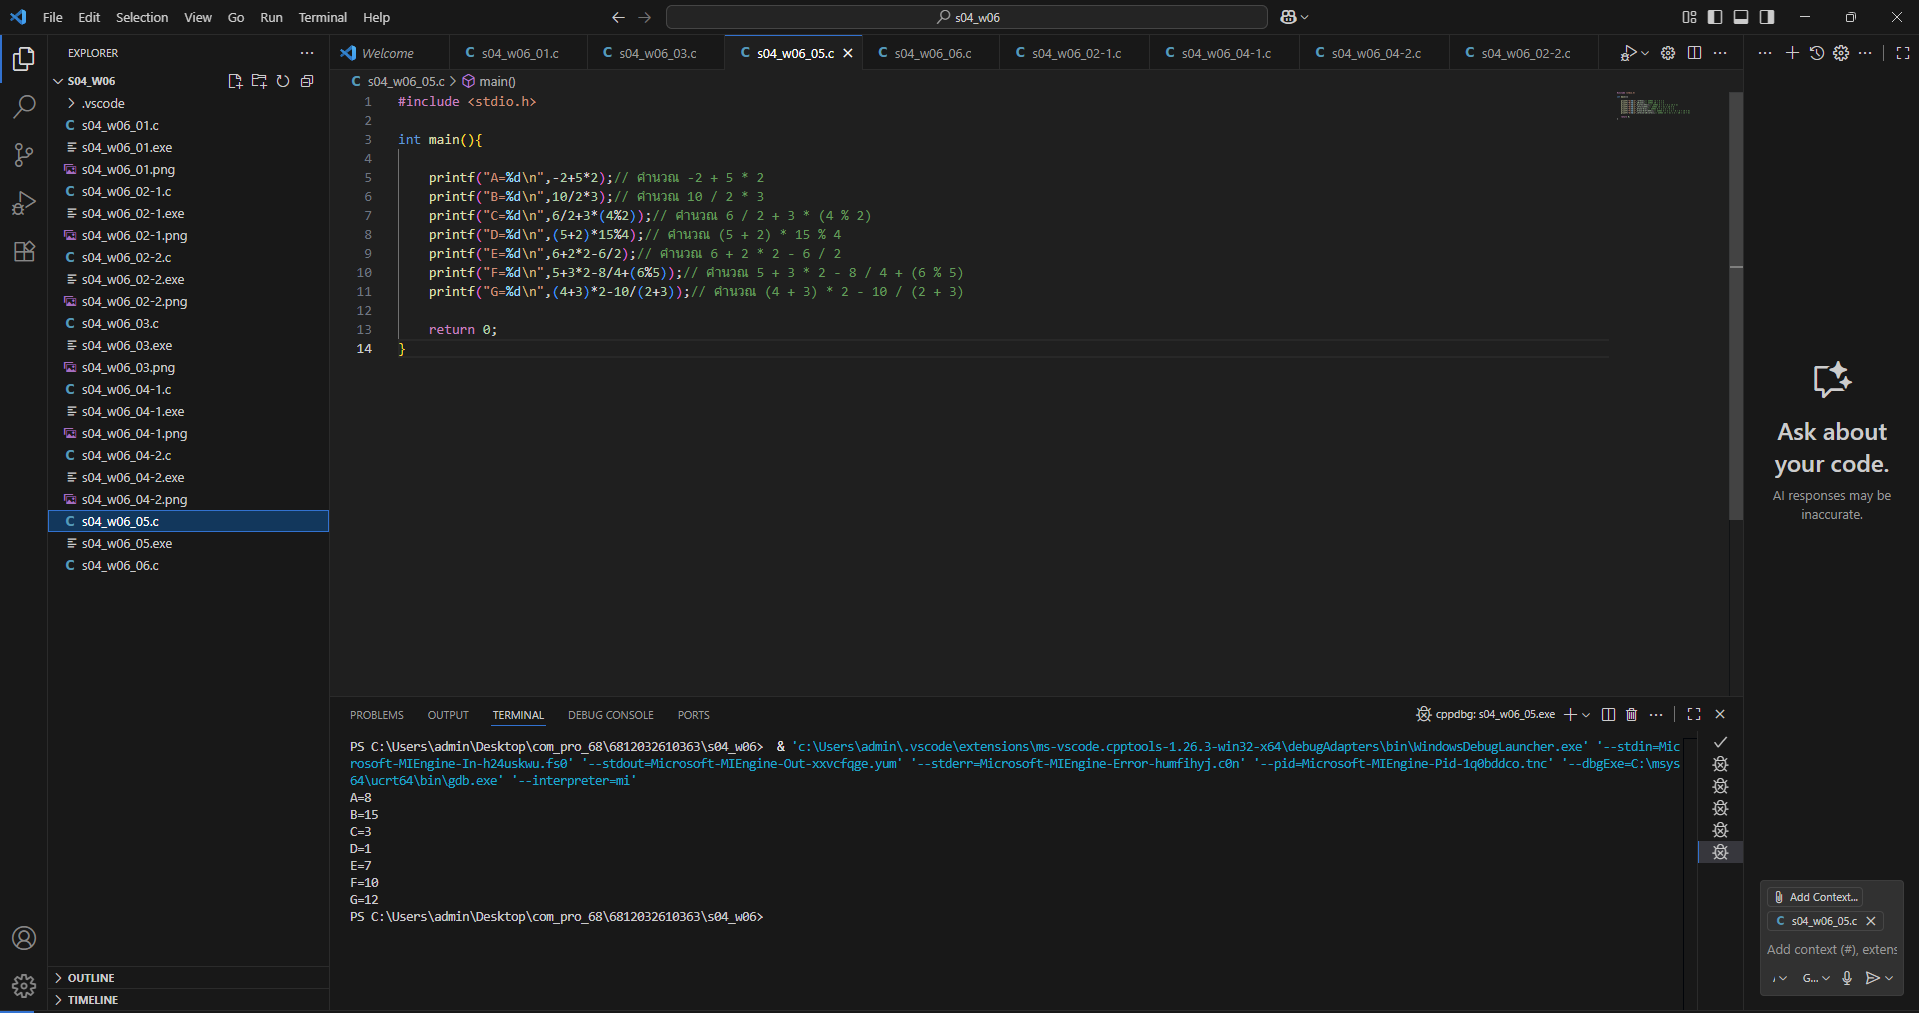 File Edit Selection View Go Run Terminal Help
s04_w06
EXPLORER
S04_W06
.vscode
C s04_w06_01.c
s04_w06_01.exe
s04_w06_01.png
C s04_w06_02-1.c
s04_w06_02-1.exe
s04_w06_02-1.png
C s04_w06_02-2.c
s04_w06_02-2.exe
s04_w06_02-2.png
C s04_w06_03.c
s04_w06_03.exe
s04_w06_03.png
C s04_w06_04-1.c
s04_w06_04-1.exe
s04_w06_04-1.png
C s04_w06_04-2.c
s04_w06_04-2.exe
s04_w06_04-2.png
C s04_w06_05.c
s04_w06_05.exe
C s04_w06_06.c
OUTLINE
TIMELINE
Welcome C s04_w06_01.c C s04_w06_03.c C s04_w06_05.c C s04_w06_06.c C s04_w06_02-1.c C s04_w06_04-1.c C s04_w06_04-2.c C s04_w06_02-2.c
C s04_w06_05.c > main()
1 #include <stdio.h>
2
3 int main(){
4
5 printf("A=%d\n",-2+5*2);// คำนวณ -2 + 5 * 2
6 printf("B=%d\n",10/2*3);// คำนวณ 10 / 2 * 3
7 printf("C=%d\n",6/2+3*(4%2));// คำนวณ 6 / 2 + 3 * (4 % 2)
8 printf("D=%d\n",(5+2)*15%4);// คำนวณ (5 + 2) * 15 % 4
9 printf("E=%d\n",6+2*2-6/2);// คำนวณ 6 + 2 * 2 - 6 / 2
10 printf("F=%d\n",5+3*2-8/4+(6%5));// คำนวณ 5 + 3 * 2 - 8 / 4 + (6 % 5)
11 printf("G=%d\n",(4+3)*2-10/(2+3));// คำนวณ (4 + 3) * 2 - 10 / (2 + 3)
12
13 return 0;
14 }
PROBLEMS OUTPUT TERMINAL DEBUG CONSOLE PORTS
cppdbg: s04_w06_05.exe
PS C:\Users\admin\Desktop\com_pro_68\6812032610363\s04_w06> & 'c:\Users\admin\.vscode\extensions\ms-vscode.cpptools-1.26.3-win32-x64\debugAdapters\bin\WindowsDebugLauncher.exe' '--stdin=Mic
rosoft-MIEngine-In-h24uskwu.fs0' '--stdout=Microsoft-MIEngine-Out-xxvcfqge.yum' '--stderr=Microsoft-MIEngine-Error-humfihyj.c0n' '--pid=Microsoft-MIEngine-Pid-1q0bddco.tnc' '--dbgExe=C:\msys
64\ucrt64\bin\gdb.exe' '--interpreter=mi'
A=8
B=15
C=3
D=1
E=7
F=10
G=12
PS C:\Users\admin\Desktop\com_pro_68\6812032610363\s04_w06>
Ask about
your code.
AI responses may be
inaccurate.
Add Context...
C s04_w06_05.c
Add context (#), extens
G...